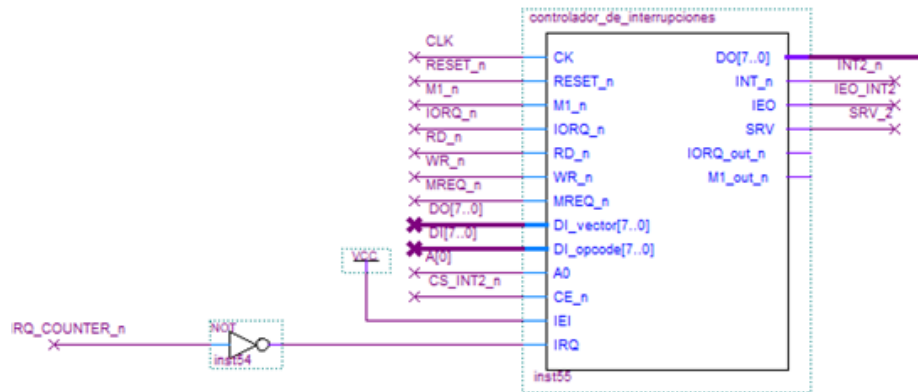 controlador_de_interrupciones
CLK
CK
DO[7..0]
RESET_n
RESET_n
INT2_n
INT_n
M1_n
M1_n
IEO_INT2
IEO
IORQ_n
IORQ_n
SRV_2
SRV
RD_n
RD_n
IORQ_out_n
WR_n
WR_n
M1_out_n
MREQ_n
MREQ_n
DO[7..0]
DI_vector[7..0]
DI[7..0]
DI_opcode[7..0]
A[0]
A0
VCC
CS_INT2_n
CE_n
IEI
IRQ_COUNTER_n
NOT
IRQ
inst54
inst55